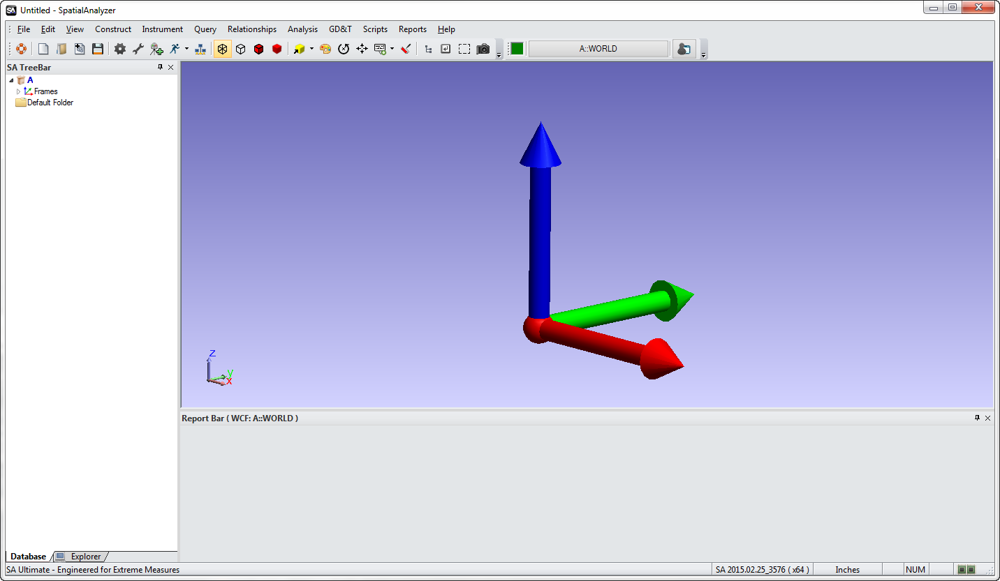 SA Untitled - SpatialAnalyzer
File Edit View Construct Instrument Query Relationships Analysis GD&T Scripts Reports Help
A::WORLD
SA TreeBar
A
Frames
Default Folder
Z
Y
X
Report Bar ( WCF: A::WORLD )
Database Explorer
SA Ultimate - Engineered for Extreme Measures SA 2015.02.25_3576 ( x64 ) Inches NUM